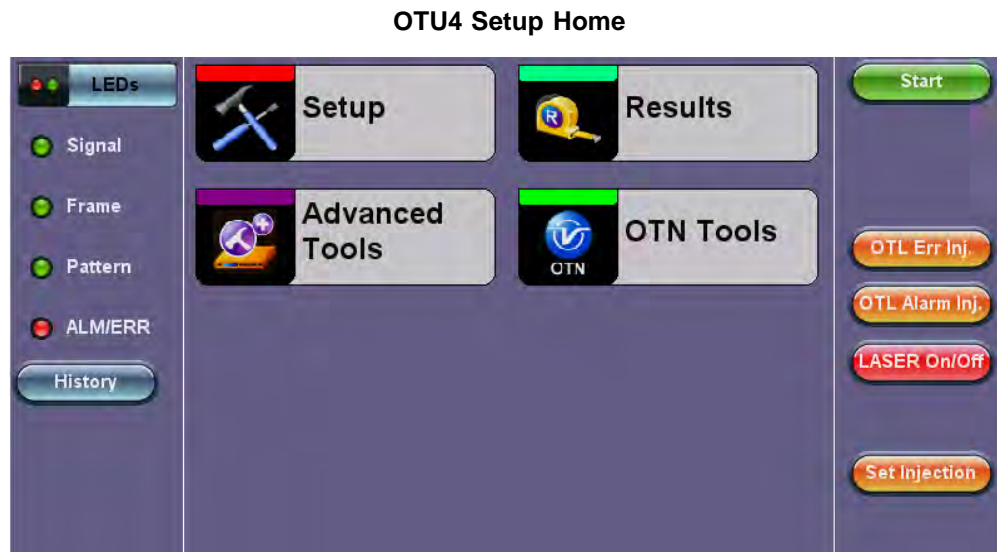 OTU4 Setup Home
LEDs
Signal
Frame
Pattern
ALM/ERR
History
Setup
R
Results
Advanced
Tools
OTN
OTN Tools
Start
OTL Err Inj.
OTL Alarm Inj.
LASER On/Off
Set Injection